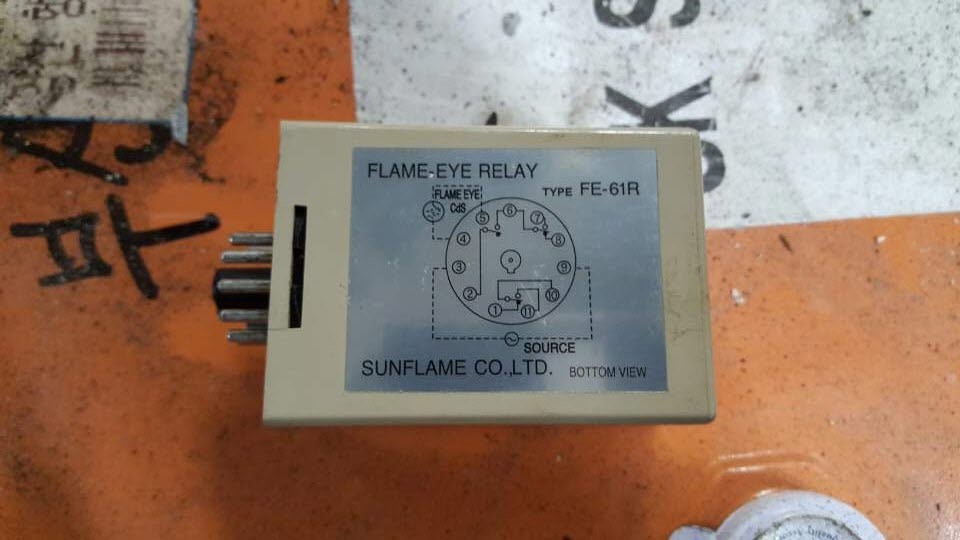 FLAME-EYE RELAY
TYPE FE-61R
FLAME EYE
CdS
5
6
7
4
8
3
9
2
10
1
11
SOURCE
SUNFLAME CO.,LTD.
BOTTOM VIEW
SK